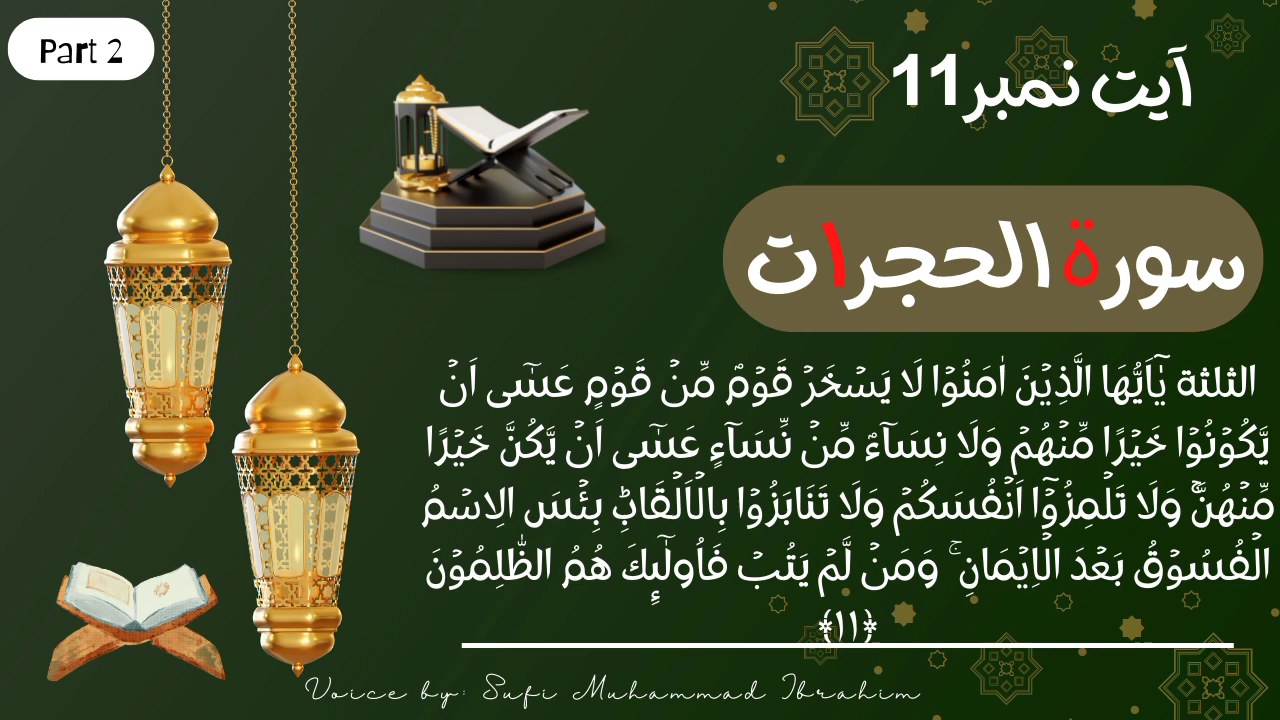 Part 2
آیت نمبر11
سورة الحجرات
الثلثة یٰۤاَیُّهَا الَّذِیْنَ اٰمَنُوْا لَا یَسْخَرْ قَوْمٌ مِّنْ قَوْمٍ عَسٰۤى اَنْ
یَّكُوْنُوْا خَیْرًا مِّنْهُمْ وَلَا نِسَآءٌ مِّنْ نِّسَآءٍ عَسٰۤى اَنْ یَّكُنَّ خَیْرًا
مِّنْهُنَّۚ وَلَا تَلْمِزُوْۤا اَنْفُسَكُمْ وَلَا تَنَابَزُوْا بِالْاَلْقَابِؕ بِئْسَ الِاسْمُ
الْفُسُوْقُ بَعْدَ الْاِیْمَانِۚ وَمَنْ لَّمْ یَتُبْ فَاُولٰٓىٕكَ هُمُ الظّٰلِمُوْنَ
﴿۱۱﴾
Voice by: Sufi Muhammad Ibrahim